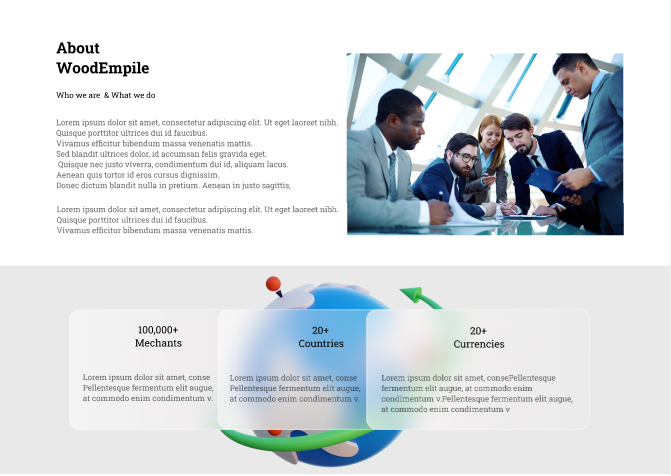 About
WoodEmpile
Who we are & What we do
Lorem ipsum dolor sit amet, consectetur adipiscing elit. Ut eget laoreet nibh.
Quisque porttitor ultrices dui id faucibus.
Vivamus efficitur bibendum massa venenatis mattis.
Sed blandit ultrices dolor, id accumsan felis gravida eget.
Quisque nec justo viverra, condimentum dui id, aliquam lacus.
Aenean quis tortor id eros cursus dignissim.
Donec dictum blandit nulla in pretium. Aenean in justo sagittis,
Lorem ipsum dolor sit amet, consectetur adipiscing elit. Ut eget laoreet nibh.
Quisque porttitor ultrices dui id faucibus.
Vivamus efficitur bibendum massa venenatis mattis.
100,000+
Mechants
Lorem ipsum dolor sit amet, conse
Pellentesque fermentum elit augue,
at commodo enim condimentum v.
20+
Countries
Lorem ipsum dolor sit amet, conse
Pellentesque fermentum elit augue,
at commodo enim condimentum v.
20+
Currencies
Lorem ipsum dolor sit amet, consePellentesque
fermentum elit augue, at commodo enim
condimentum v.Pellentesque fermentum elit augue,
at commodo enim condimentum v